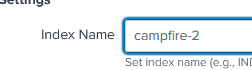 Settings
Index Name campfire-2
Set index name (e.g., IND